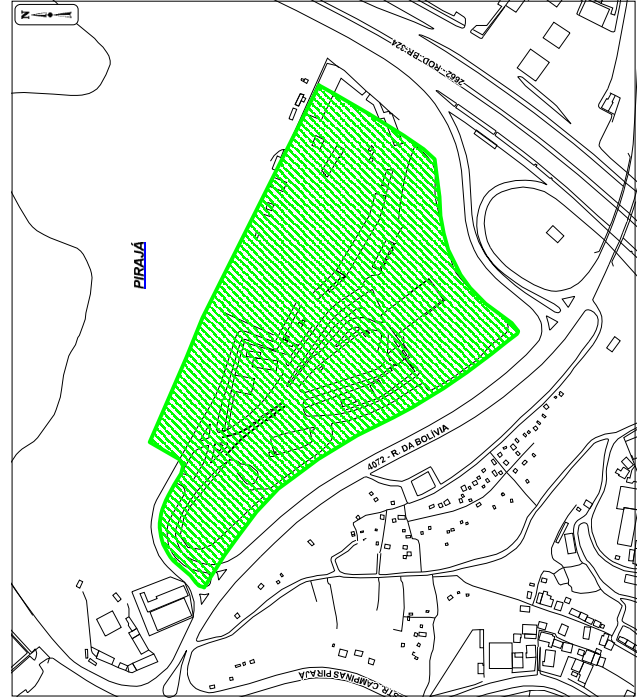 N
2662 - ROD. BR-324
PIRAJÁ
4072 - R. DA BOLÍVIA
ESTR. CAMPINAS PIRAJÁ